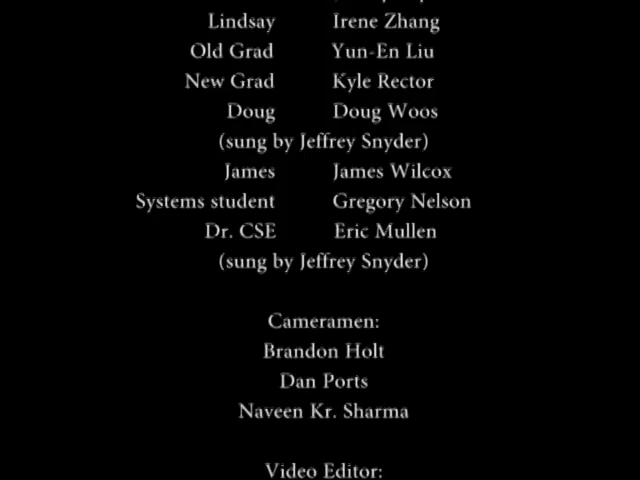 Lindsay Irene Zhang
Old Grad Yun-En Liu
New Grad Kyle Rector
Doug Doug Woos
(sung by Jeffrey Snyder)
James James Wilcox
Systems student Gregory Nelson
Dr. CSE Eric Mullen
(sung by Jeffrey Snyder)
Cameramen:
Brandon Holt
Dan Ports
Naveen Kr. Sharma
Video Editor: